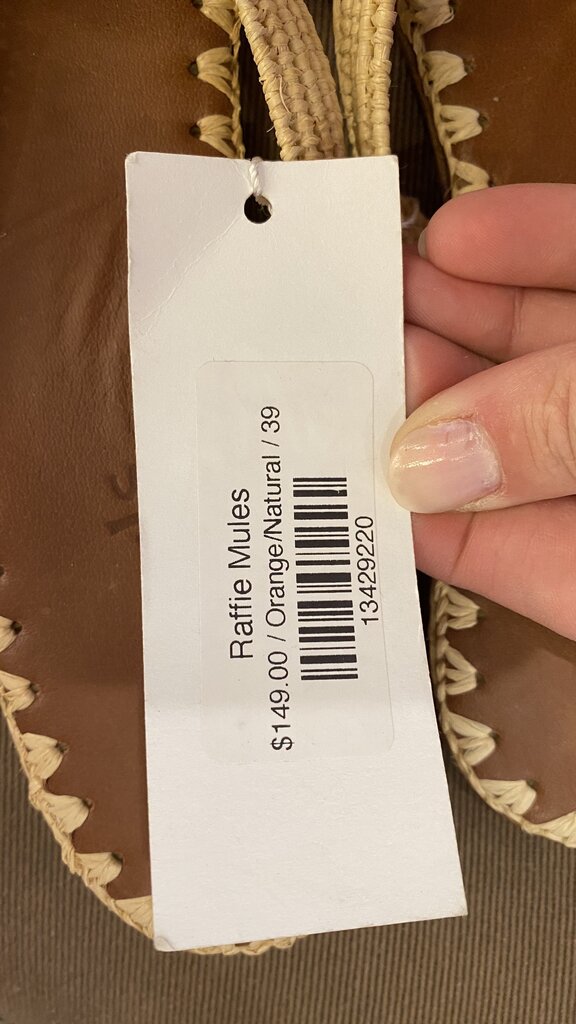 Raffie Mules
$149.00 / Orange/Natural / 39
13429220